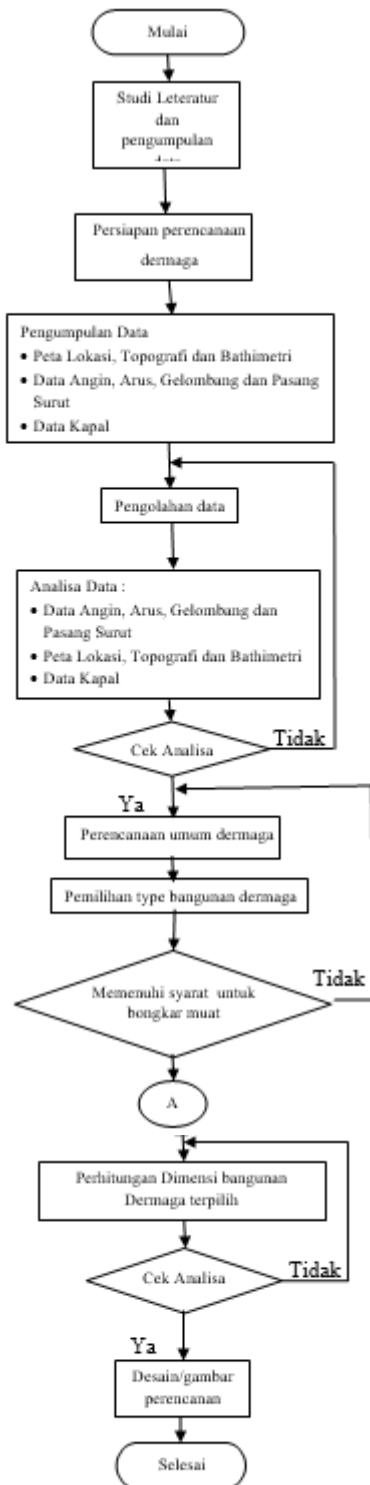 Mulai
Studi Leteratur
dan
pengumpulan
Persiapan perencanaan
dermaga
Pengumpulan Data
• Peta Lokasi, Topografi dan Bathimetri
• Data Angin, Arus, Gelombang dan Pasang
Surut
• Data Kapal
Pengolahan data
Analisa Data :
• Data Angin, Arus, Gelombang dan
Pasang Surut
• Peta Lokasi, Topografi dan Bathimetri
• Data Kapal
Cek Analisa
Tidak
Ya
Perencanaan umum dermaga
Pemilihan type bangunan dermaga
Memenuhi syarat untuk
bongkar muat
Tidak
A
Perhitungan Dimensi bangunan
Dermaga terpilih
Cek Analisa
Tidak
Ya
Desain/gambar
perencanan
Selesai